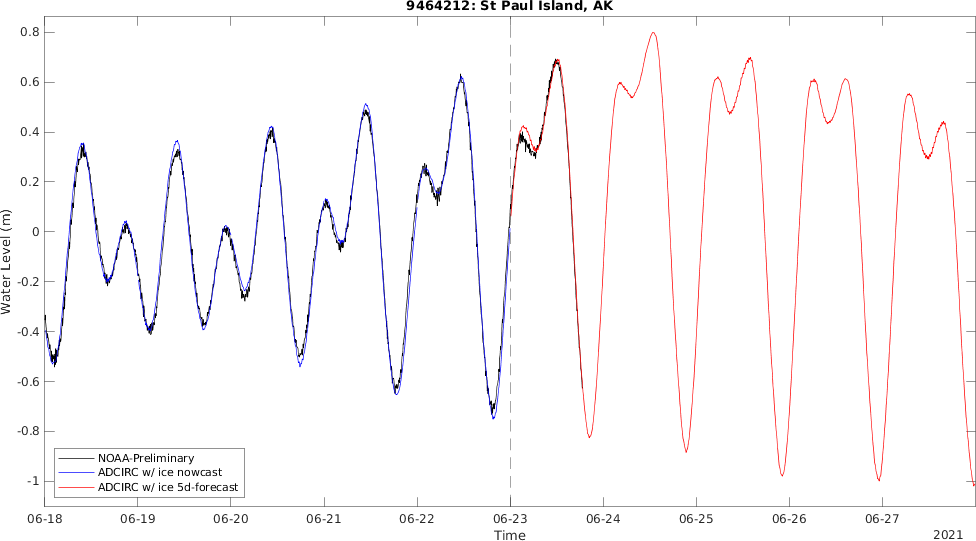 9464212: St Paul Island, AK
0.8
0.6
0.4
0.2
0
-0.2
-0.4
-0.6
-0.8
-1
Water Level (m)
NOAA-Preliminary
ADCIRC w/ ice nowcast
ADCIRC w/ ice 5d-forecast
06-18 06-19 06-20 06-21 06-22 06-23 06-24 06-25 06-26 06-27
Time
2021